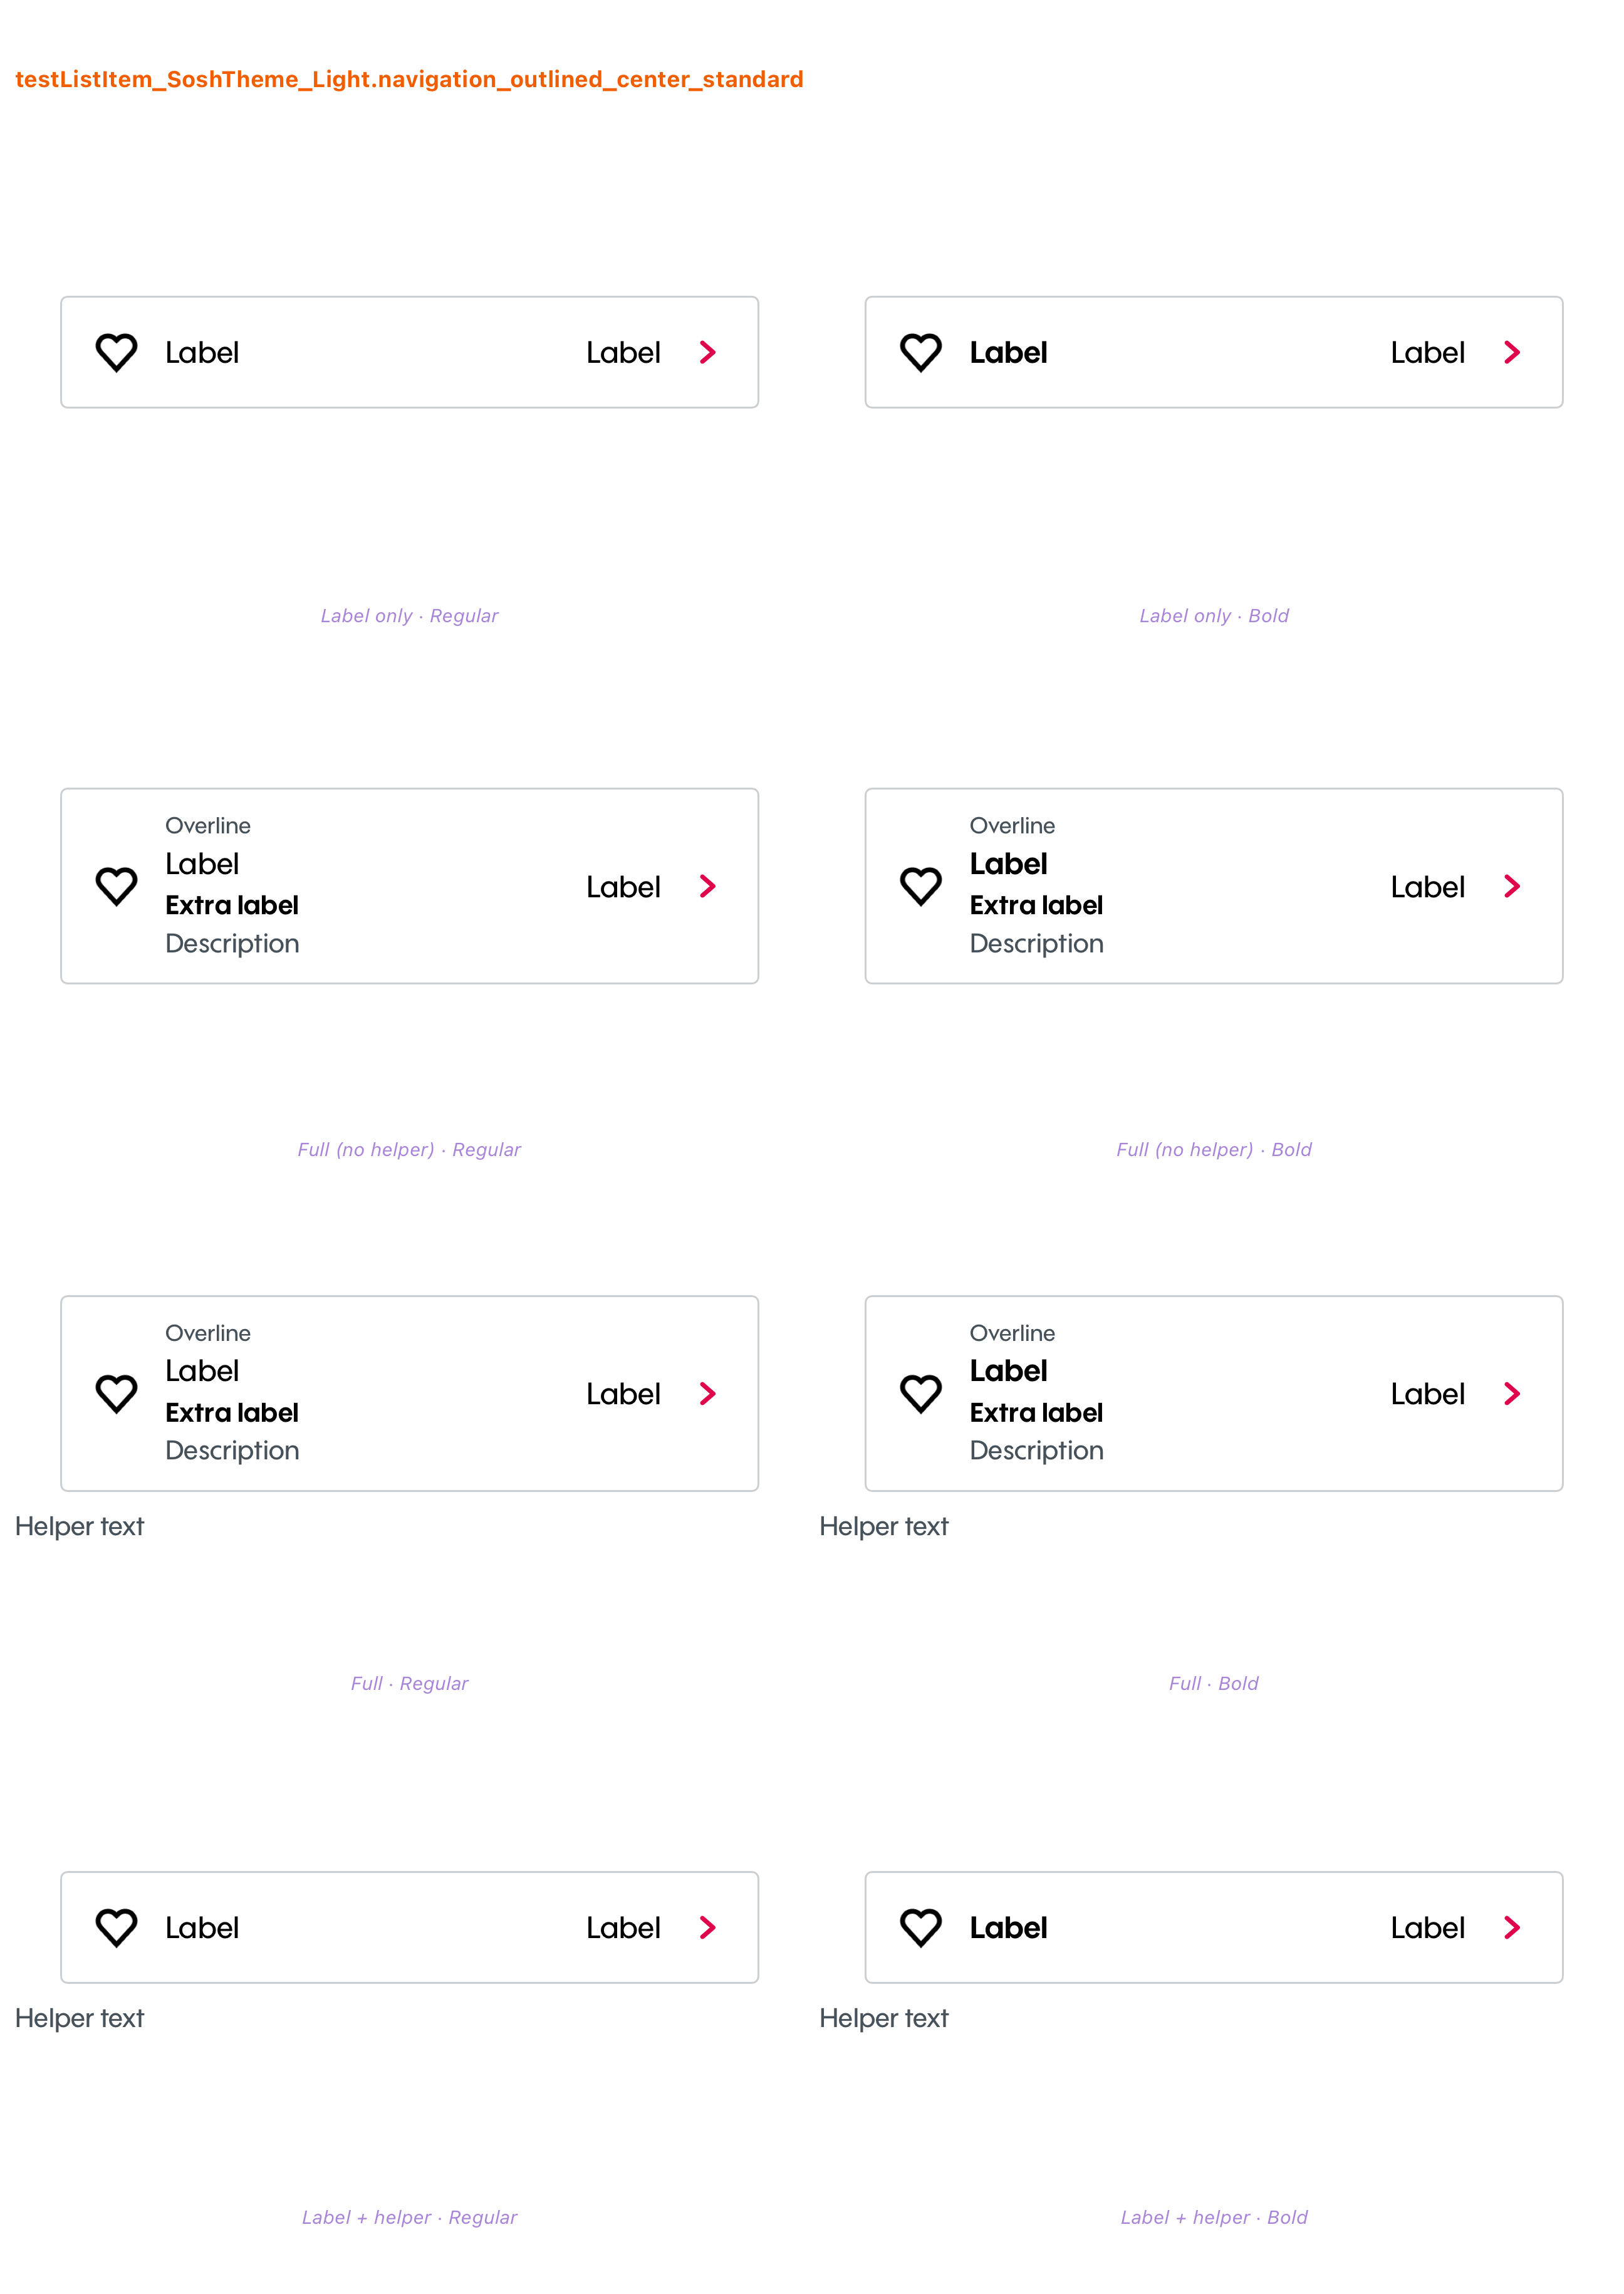 testListItem_SoshTheme_Light.navigation_outlined_center_standard
Label Label
Label Label
Label only · Regular
Label only · Bold
Overline
Label
Extra label
Description
Label
Overline
Label
Extra label
Description
Label
Full (no helper) · Regular
Full (no helper) · Bold
Overline
Label
Extra label
Description
Label
Helper text
Overline
Label
Extra label
Description
Label
Helper text
Full · Regular
Full · Bold
Label Label
Helper text
Label Label
Helper text
Label + helper · Regular
Label + helper · Bold